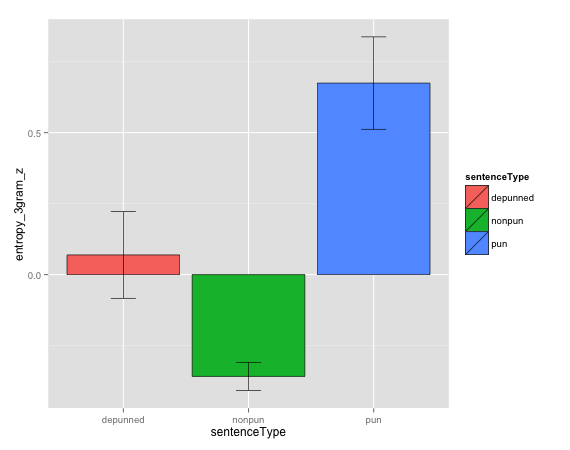 entropy_3gram_z
0.5
0.0
depunned nonpun pun
sentenceType
sentenceType
depunned
nonpun
pun